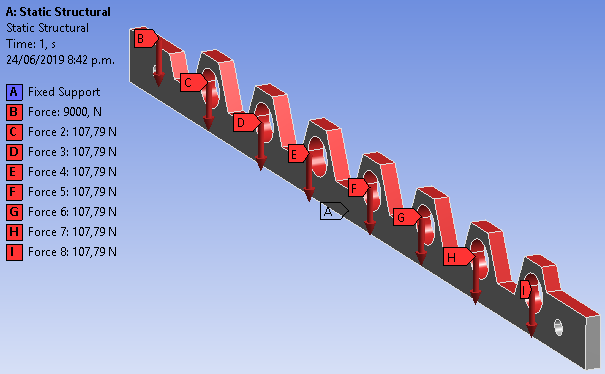 A: Static Structural
Static Structural
Time: 1, s
24/06/2019 8:42 p.m.
A Fixed Support
B Force: 9000, N
C Force 2: 107,79 N
D Force 3: 107,79 N
E Force 4: 107,79 N
F Force 5: 107,79 N
G Force 6: 107,79 N
H Force 7: 107,79 N
I Force 8: 107,79 N
B
C
D
E
F
A
G
H
I